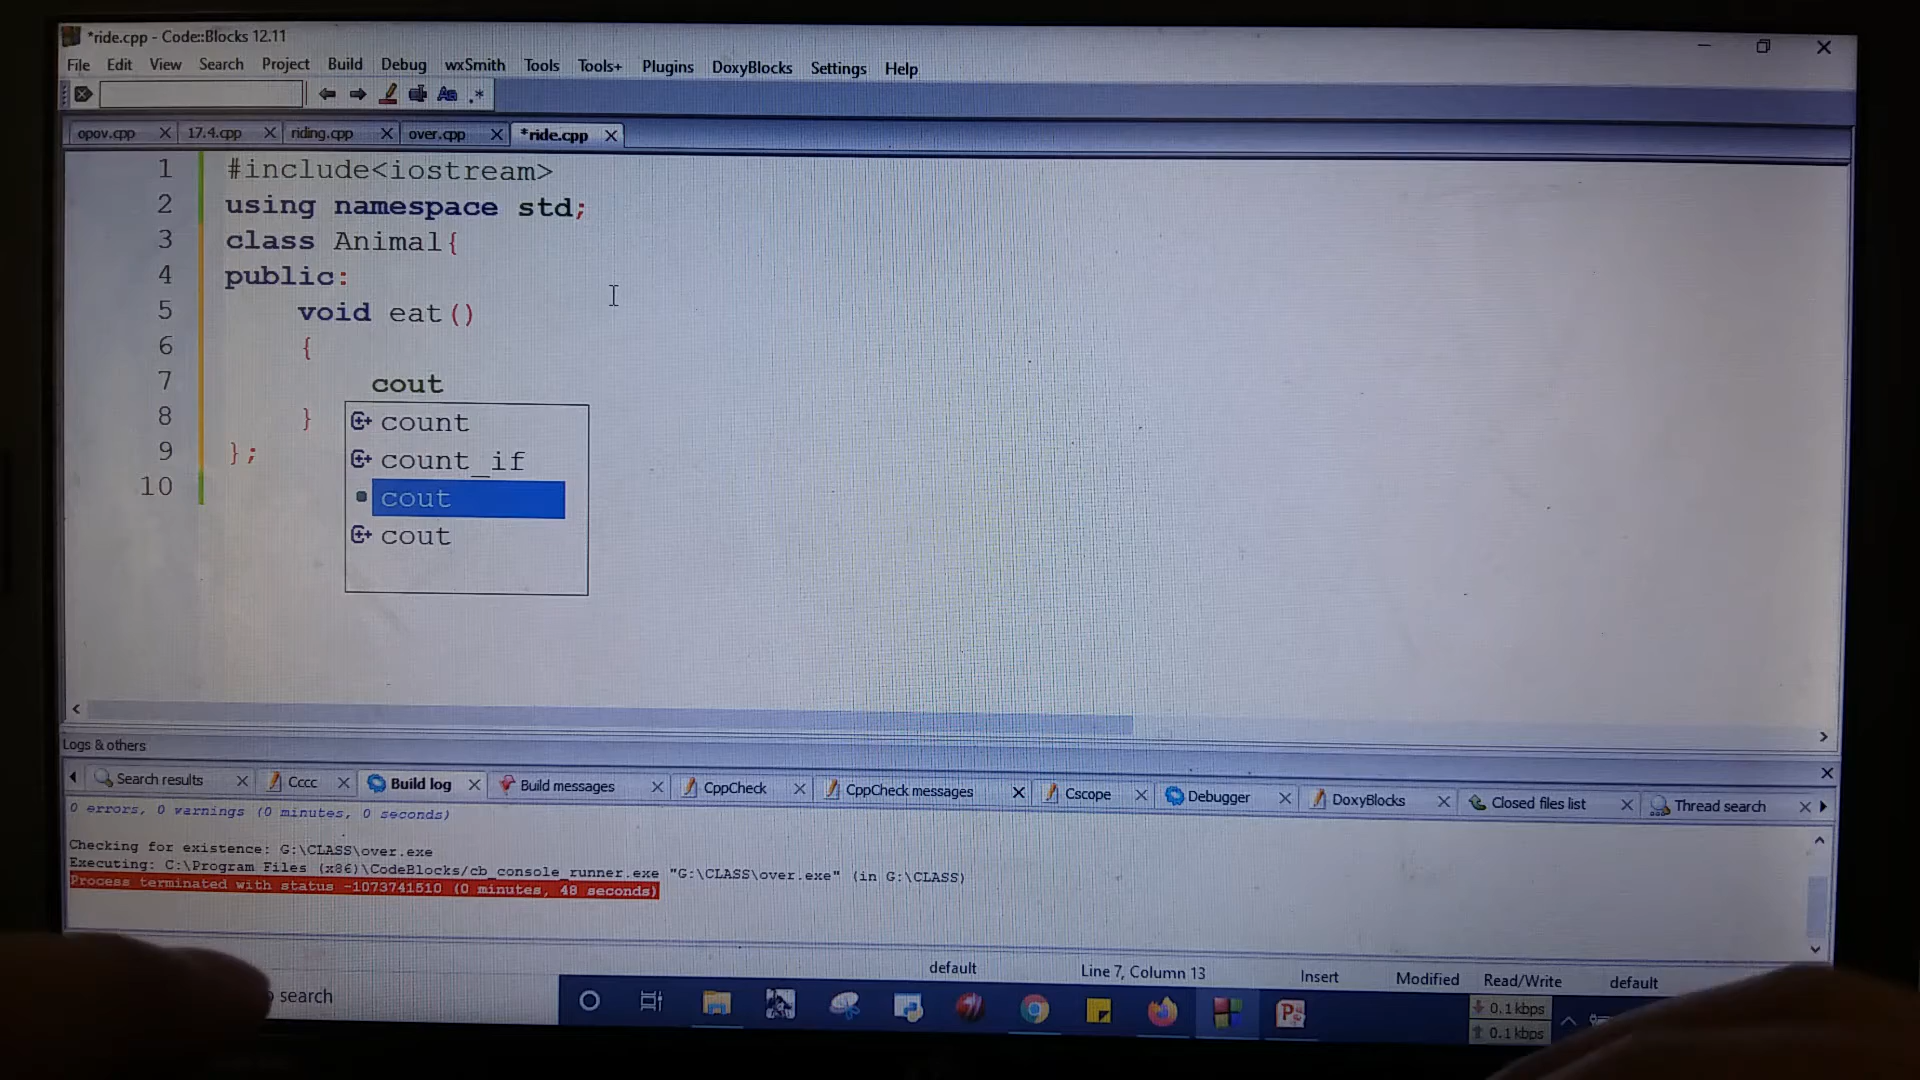 *ride.cpp - Code::Blocks 12.11
File Edit View Search Project Build Debug wxSmith Tools Tools+ Plugins DoxyBlocks Settings Help
opov.cpp 17.4.cpp riding.cpp over.cpp *ride.cpp
1 #include<iostream>
2 using namespace std;
3 class Animal{
4 public:
5 void eat()
6 {
7 cout
8 }
9 };
10
count
count_if
cout
cout
Logs & others
Search results Cccc Build log Build messages CppCheck CppCheck messages Cscope Debugger DoxyBlocks Closed files list Thread search
0 errors, 0 warnings (0 minutes, 0 seconds)
Checking for existence: G:\CLASS\over.exe
Executing: C:\Program Files (x86)\CodeBlocks/cb_console_runner.exe "G:\CLASS\over.exe" (in G:\CLASS)
Process terminated with status -1073741510 (0 minutes, 48 seconds)
default Line 7, Column 13 Insert Modified Read/Write default
search
0.1 kbps
0.1 kbps